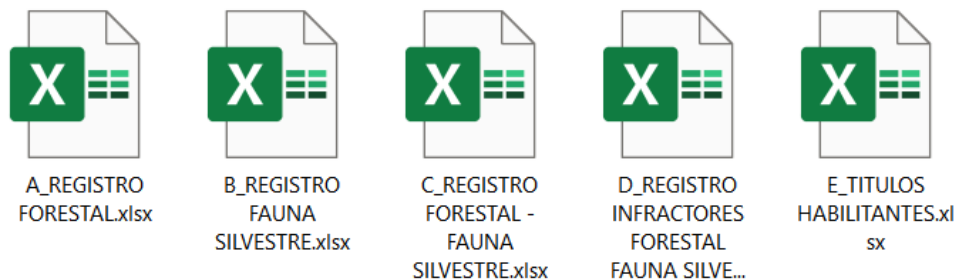 A_REGISTRO
FORESTAL.xlsx
B_REGISTRO
FAUNA
SILVESTRE.xlsx
C_REGISTRO
FORESTAL -
FAUNA
SILVESTRE.xlsx
D_REGISTRO
INFRACTORES
FORESTAL
FAUNA SILVE...
E_TITULOS
HABILITANTES.xl
sx